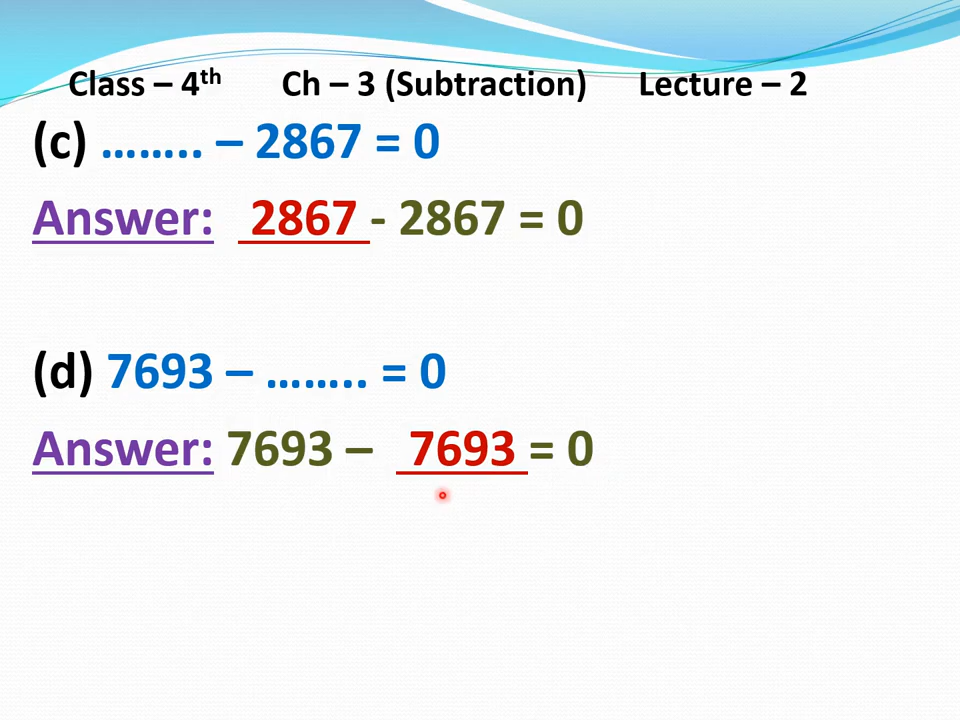 Class – 4th Ch – 3 (Subtraction) Lecture – 2
(c) …….. – 2867 = 0
Answer: 2867 - 2867 = 0
(d) 7693 – …….. = 0
Answer: 7693 – 7693 = 0